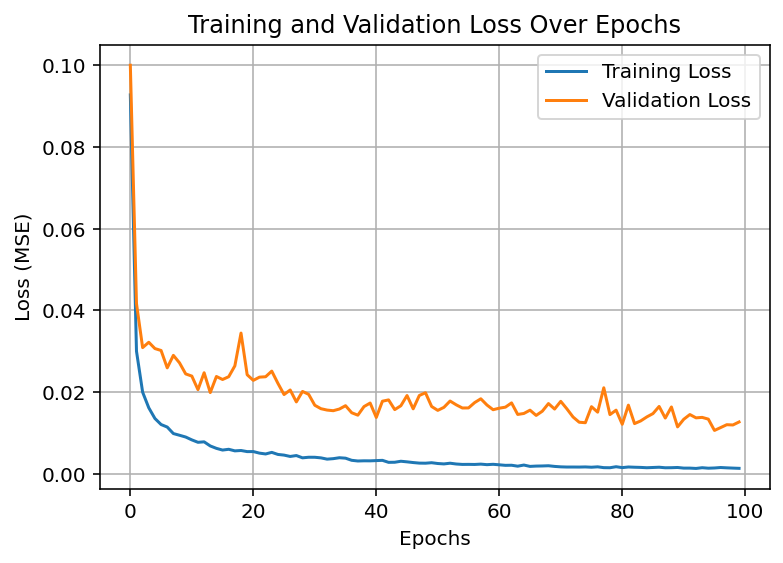 Training and Validation Loss Over Epochs
Training Loss
Validation Loss
Loss (MSE)
0.10
0.08
0.06
0.04
0.02
0.00
0 20 40 60 80 100
Epochs